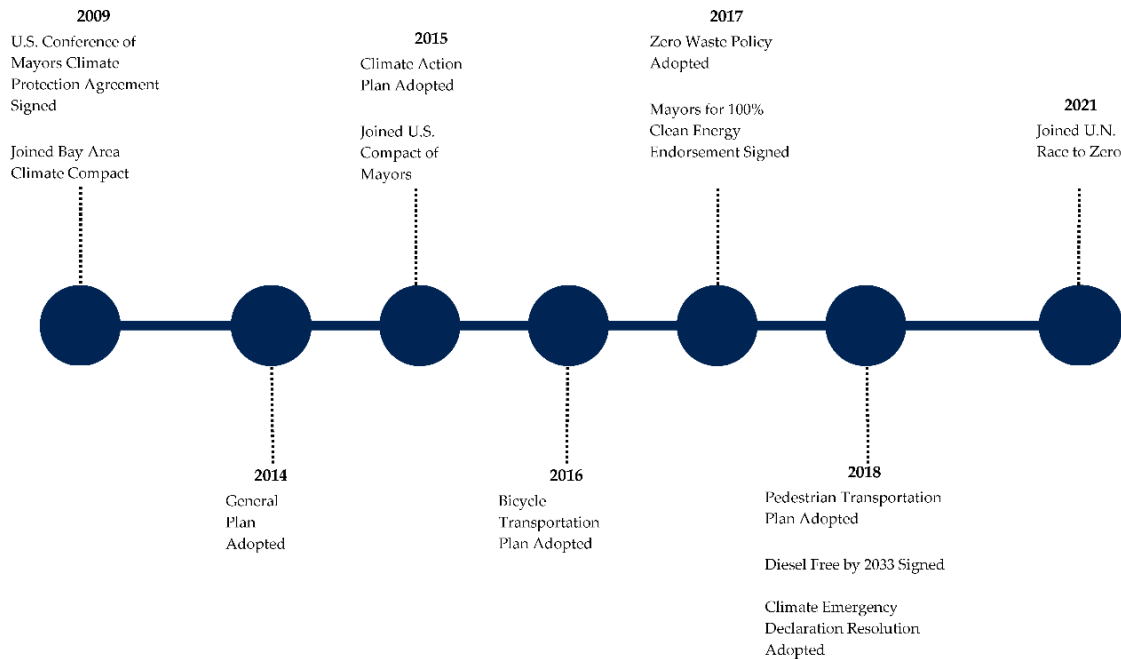 2009
U.S. Conference of
Mayors Climate
Protection Agreement
Signed
Joined Bay Area
Climate Compact
2014
General
Plan
Adopted
2015
Climate Action
Plan Adopted
Joined U.S.
Compact of
Mayors
2016
Bicycle
Transportation
Plan Adopted
2017
Zero Waste Policy
Adopted
Mayors for 100%
Clean Energy
Endorsement Signed
2018
Pedestrian Transportation
Plan Adopted
Diesel Free by 2033 Signed
Climate Emergency
Declaration Resolution
Adopted
2021
Joined U.N.
Race to Zero